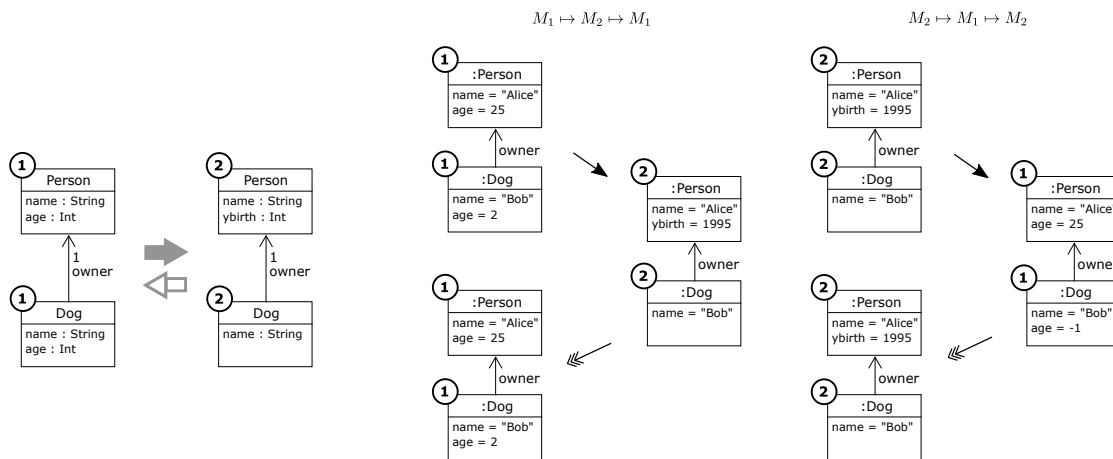 M₁ ↦ M₂ ↦ M₁
M₂ ↦ M₁ ↦ M₂
1
Person
name : String
age : Int
1
owner
1
Dog
name : String
age : Int
2
Person
name : String
ybirth : Int
1
owner
2
Dog
name : String
1
:Person
name = "Alice"
age = 25
owner
1
:Dog
name = "Bob"
age = 2
2
:Person
name = "Alice"
ybirth = 1995
owner
2
:Dog
name = "Bob"
1
:Person
name = "Alice"
age = 25
owner
1
:Dog
name = "Bob"
age = 2
2
:Person
name = "Alice"
ybirth = 1995
owner
2
:Dog
name = "Bob"
1
:Person
name = "Alice"
age = 25
owner
1
:Dog
name = "Bob"
age = -1
2
:Person
name = "Alice"
ybirth = 1995
owner
2
:Dog
name = "Bob"